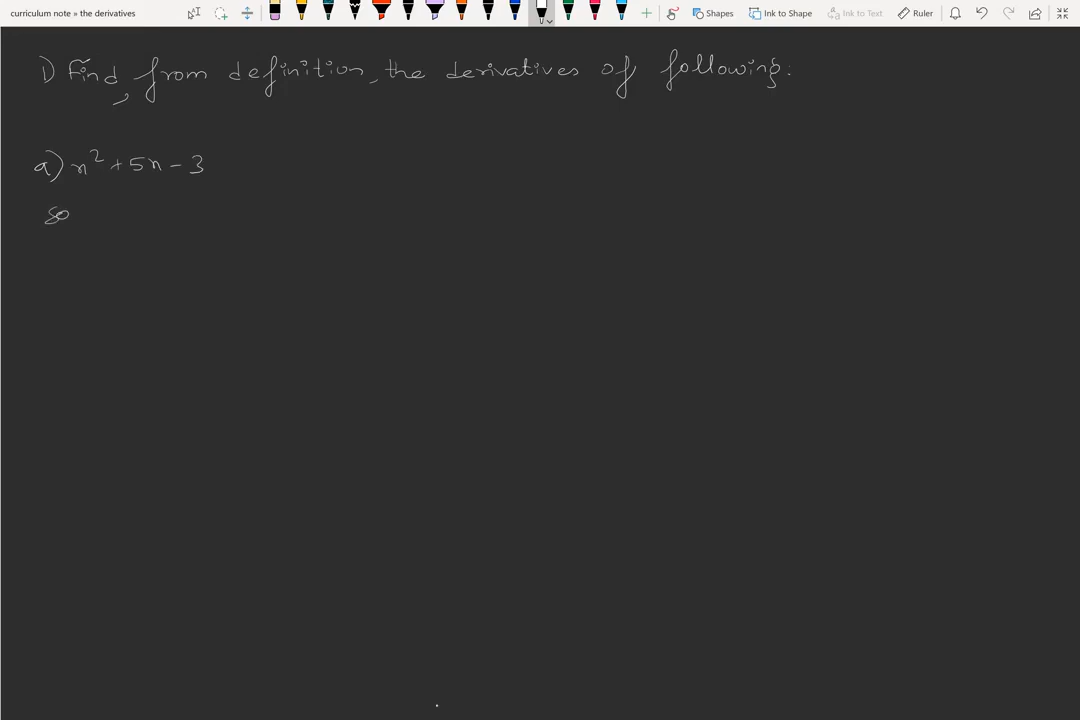 curriculum note » the derivatives
Shapes Ink to Shape Ink to Text Ruler
1) Find, from definition, the derivatives of following:
a) x² + 5x - 3
so